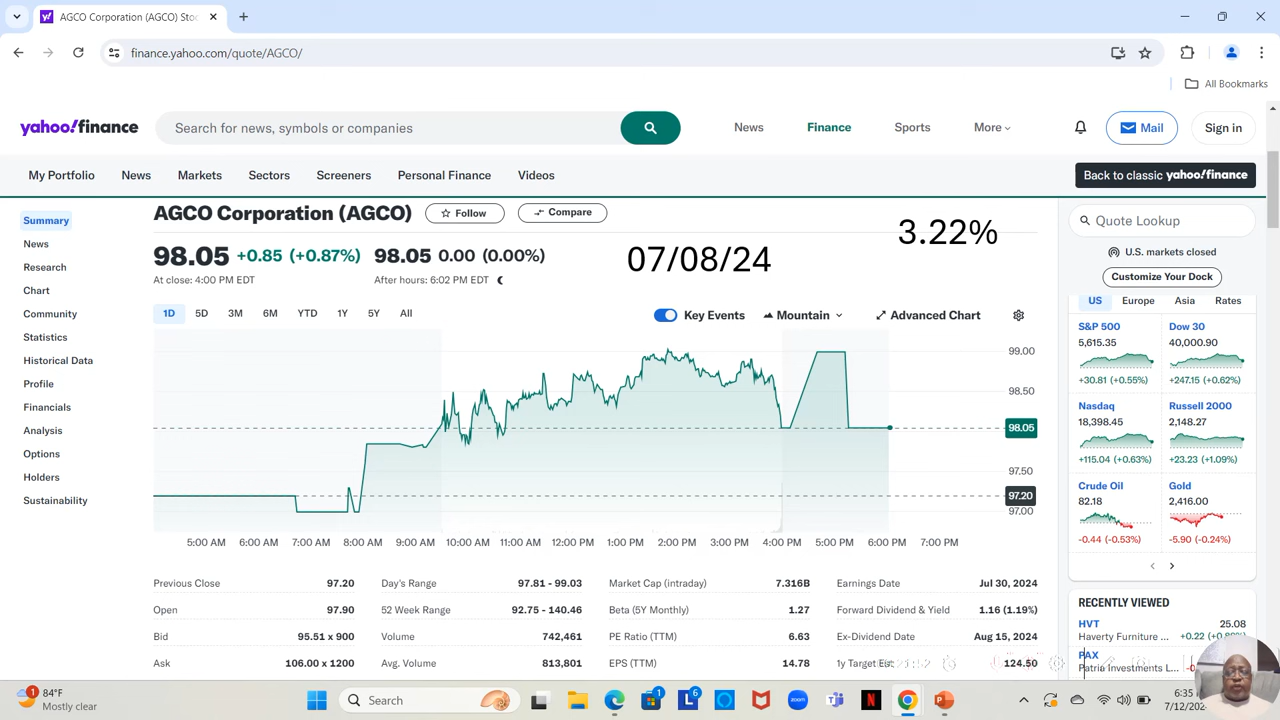 AGCO Corporation (AGCO) Stoc
finance.yahoo.com/quote/AGCO/
All Bookmarks
yahoo!finance
Search for news, symbols or companies
News
Finance
Sports
More
Mail
Sign in
My Portfolio
News
Markets
Sectors
Screeners
Personal Finance
Videos
Back to classic yahoo!finance
Summary
News
Research
Chart
Community
Statistics
Historical Data
Profile
Financials
Analysis
Options
Holders
Sustainability
AGCO Corporation (AGCO)
Follow
Compare
98.05 +0.85 (+0.87%)
At close: 4:00 PM EDT
98.05 0.00 (0.00%)
After hours: 6:02 PM EDT
07/08/24
3.22%
1D 5D 3M 6M YTD 1Y 5Y All
Key Events
Mountain
Advanced Chart
99.00
98.50
98.05
97.50
97.20
97.00
5:00 AM 6:00 AM 7:00 AM 8:00 AM 9:00 AM 10:00 AM 11:00 AM 12:00 PM 1:00 PM 2:00 PM 3:00 PM 4:00 PM 5:00 PM 6:00 PM 7:00 PM
Previous Close 97.20
Open 97.90
Bid 95.51 x 900
Ask 106.00 x 1200
Day's Range 97.81 - 99.03
52 Week Range 92.75 - 140.46
Volume 742,461
Avg. Volume 813,801
Market Cap (intraday) 7.316B
Beta (5Y Monthly) 1.27
PE Ratio (TTM) 6.63
EPS (TTM) 14.78
Earnings Date Jul 30, 2024
Forward Dividend & Yield 1.16 (1.19%)
Ex-Dividend Date Aug 15, 2024
1y Target Est 124.50
Quote Lookup
U.S. markets closed
Customize Your Dock
US Europe Asia Rates
S&P 500
5,615.35
+30.81 (+0.55%)
Dow 30
40,000.90
+247.15 (+0.62%)
Nasdaq
18,398.45
+115.04 (+0.63%)
Russell 2000
2,148.27
+23.23 (+1.09%)
Crude Oil
82.18
-0.44 (-0.53%)
Gold
2,416.00
-5.90 (-0.24%)
RECENTLY VIEWED
HVT 25.08
Haverty Furniture ...
PAX
Patria Investments L...
84°F
Mostly clear
Search
6:35
7/12